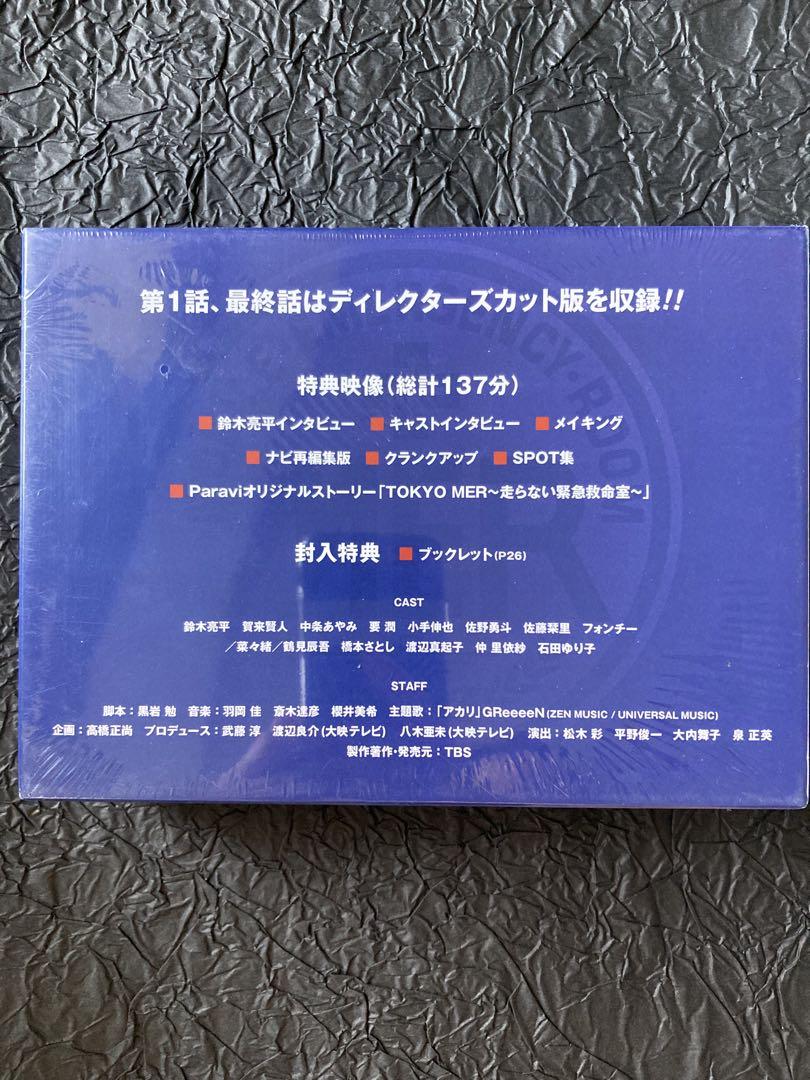 第1話、最終話はディレクターズカット版を収録!!
特典映像(総計137分)
■ 鈴木亮平インタビュー ■ キャストインタビュー ■ メイキング
■ ナビ再編集版 ■ クランクアップ ■ SPOT集
■ Paraviオリジナルストーリー「TOKYO MER~走らない緊急救命室~」
封入特典 ■ ブックレット(P26)
CAST
鈴木亮平 賀来賢人 中条あやみ 要 潤 小手伸也 佐野勇斗 佐藤栞里 フォンチー
/菜々緒/鶴見辰吾 橋本さとし 渡辺真起子 仲 里依紗 石田ゆり子
STAFF
脚本:黒岩 勉 音楽:羽岡 佳 斎木達彦 櫻井美希 主題歌:「アカリ」GReeeeN(ZEN MUSIC / UNIVERSAL MUSIC)
企画:高橋正尚 プロデュース:武藤 淳 渡辺良介(大映テレビ) 八木亜未(大映テレビ) 演出:松木 彩 平野俊一 大内舞子 泉 正英
製作著作・発売元:TBS